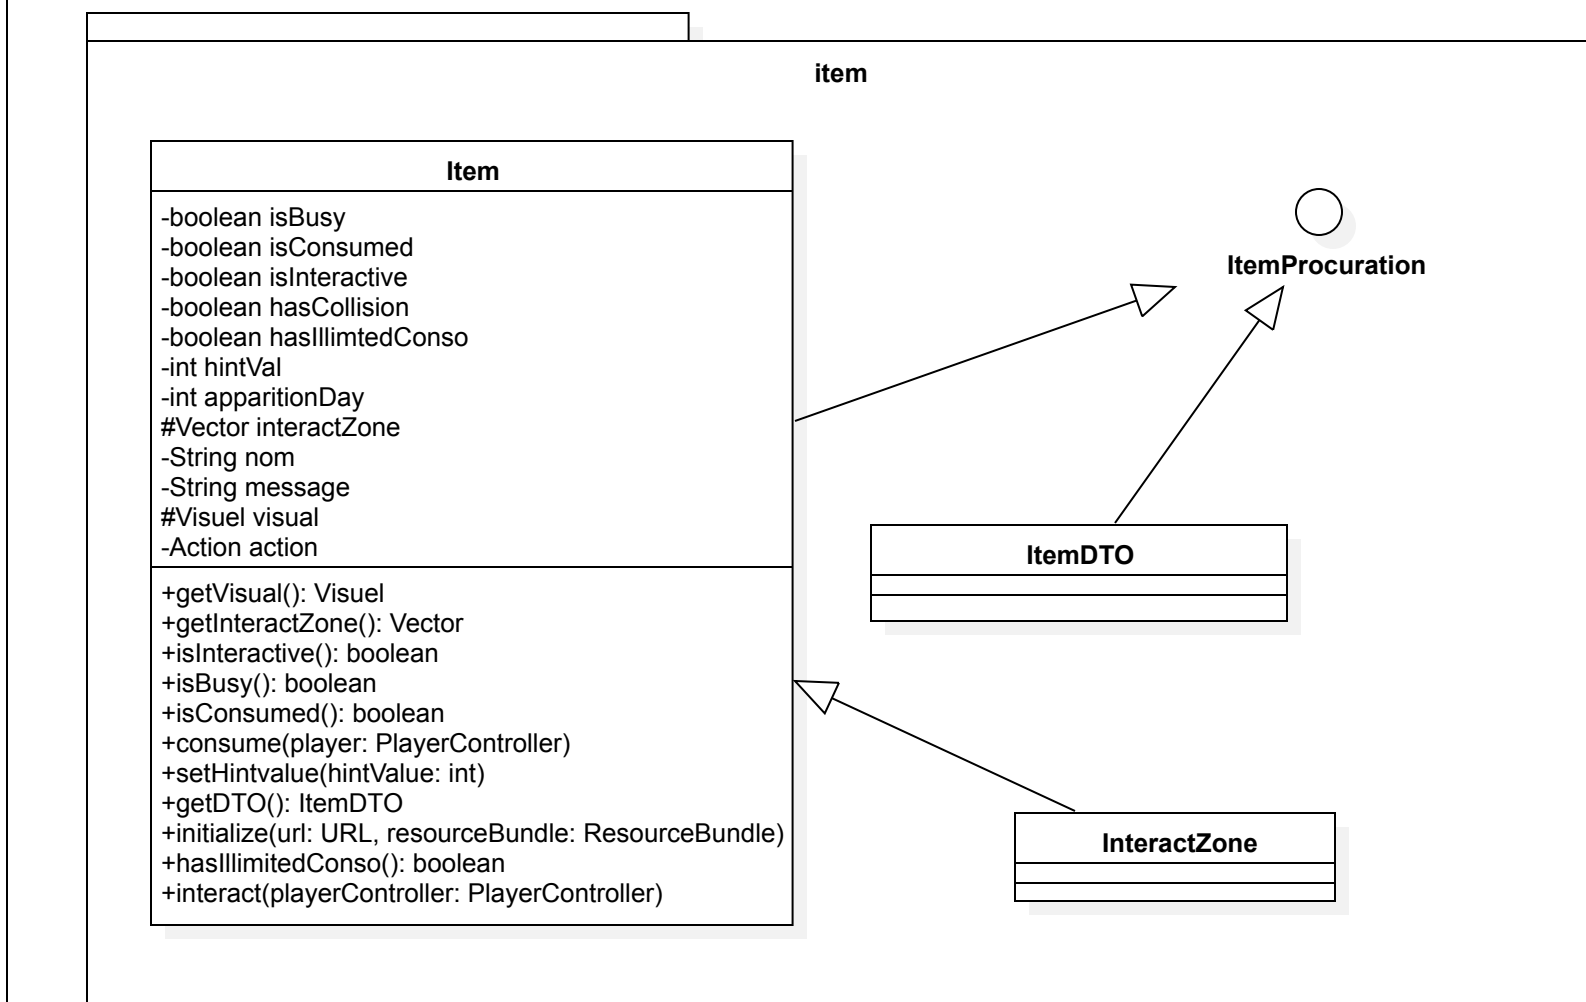 item
Item
-boolean isBusy
-boolean isConsumed
-boolean isInteractive
-boolean hasCollision
-boolean hasIllimtedConso
-int hintVal
-int apparitionDay
#Vector interactZone
-String nom
-String message
#Visuel visual
-Action action
+getVisual(): Visuel
+getInteractZone(): Vector
+isInteractive(): boolean
+isBusy(): boolean
+isConsumed(): boolean
+consume(player: PlayerController)
+setHintvalue(hintValue: int)
+getDTO(): ItemDTO
+initialize(url: URL, resourceBundle: ResourceBundle)
+hasIllimitedConso(): boolean
+interact(playerController: PlayerController)
ItemProcuration
ItemDTO
InteractZone